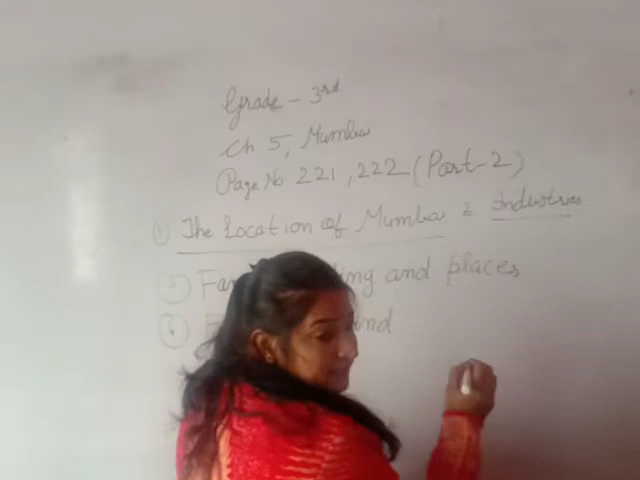 Grade - 3rd
Ch 5, Mumbai
Page No 221, 222 (Part-2)
① The Location of Mumbai & Industries
and places